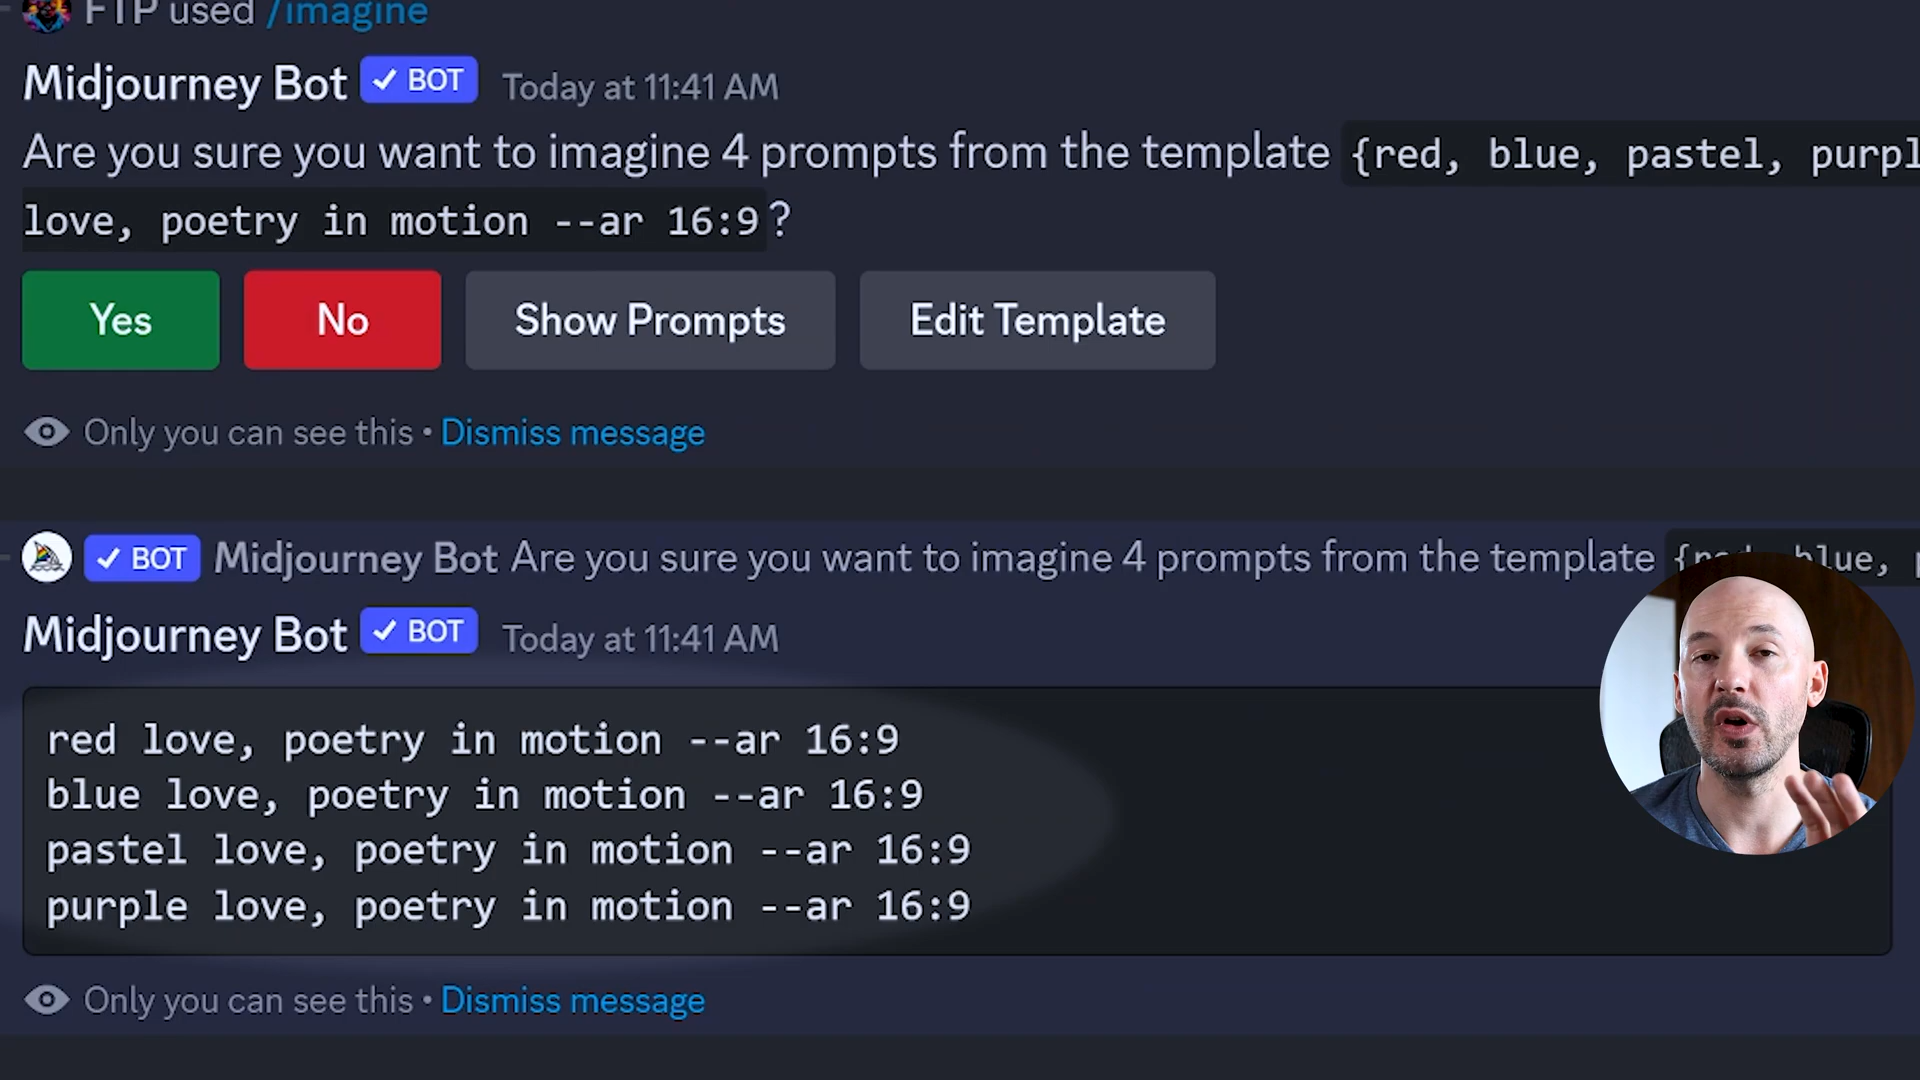 FTP used /imagine
Midjourney Bot ✓ BOT Today at 11:41 AM
Are you sure you want to imagine 4 prompts from the template {red, blue, pastel,
love, poetry in motion --ar 16:9?
Yes No Show Prompts Edit Template
Only you can see this • Dismiss message
✓ BOT Midjourney Bot Are you sure you want to imagine 4 prompts from the template blue,
Midjourney Bot ✓ BOT Today at 11:41 AM
red love, poetry in motion --ar 16:9
blue love, poetry in motion --ar 16:9
pastel love, poetry in motion --ar 16:9
purple love, poetry in motion --ar 16:9
Only you can see this • Dismiss message